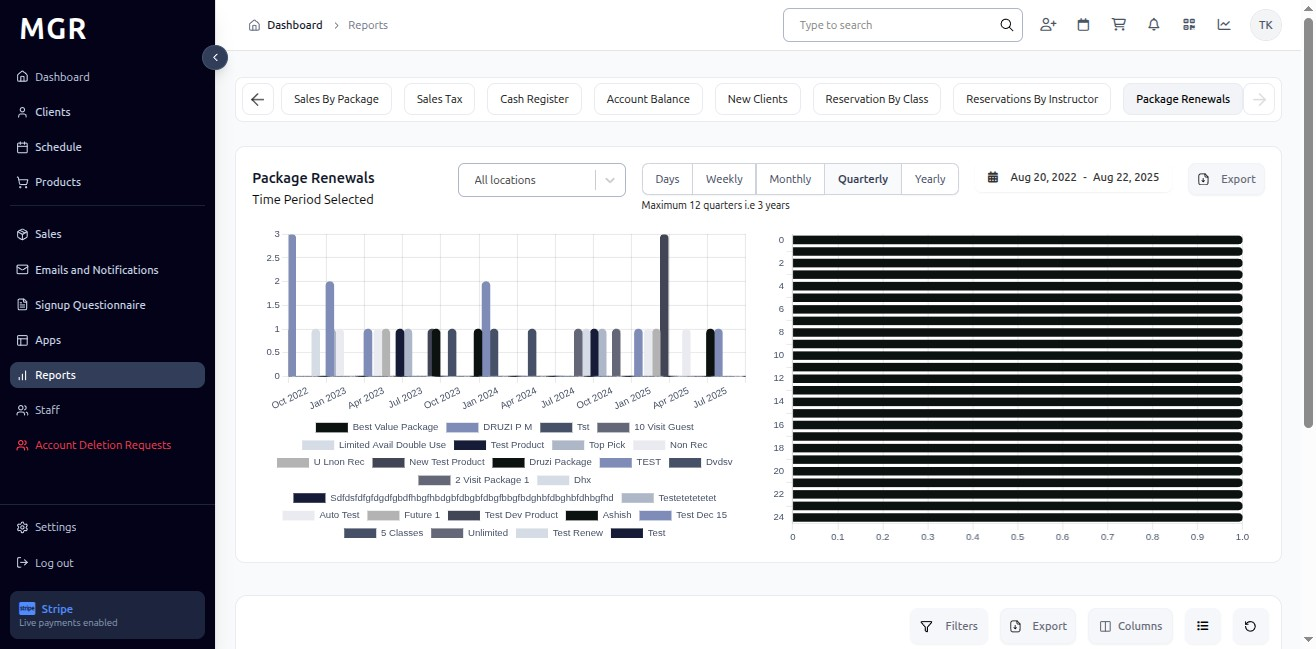 MGR
Dashboard
Clients
Schedule
Products
Sales
Emails and Notifications
Signup Questionnaire
Apps
Reports
Staff
Account Deletion Requests
Settings
Log out
stripe Stripe
Live payments enabled
Dashboard > Reports
Type to search
TK
Sales By Package Sales Tax Cash Register Account Balance New Clients Reservation By Class Reservations By Instructor Package Renewals
Package Renewals
Time Period Selected
All locations
Days Weekly Monthly Quarterly Yearly
Maximum 12 quarters i.e 3 years
Aug 20, 2022 - Aug 22, 2025
Export
3
2.5
2
1.5
1
0.5
0
Oct 2022 Jan 2023 Apr 2023 Jul 2023 Oct 2023 Jan 2024 Apr 2024 Jul 2024 Oct 2024 Jan 2025 Apr 2025 Jul 2025
Best Value Package DRUZI P M Tst 10 Visit Guest
Limited Avail Double Use Test Product Top Pick Non Rec
U Lnon Rec New Test Product Druzi Package TEST Dvdsv
2 Visit Package 1 Dhx
Sdfdsfdfgfdgdfgbdfhbgfhbdgbfdbgbfdbgfbbgfbdghbfdbghbfdhbgfhd Testetetetetet
Auto Test Future 1 Test Dev Product Ashish Test Dec 15
5 Classes Unlimited Test Renew Test
0
2
4
6
8
10
12
14
16
18
20
22
24
0 0.1 0.2 0.3 0.4 0.5 0.6 0.7 0.8 0.9 1.0
Filters Export Columns